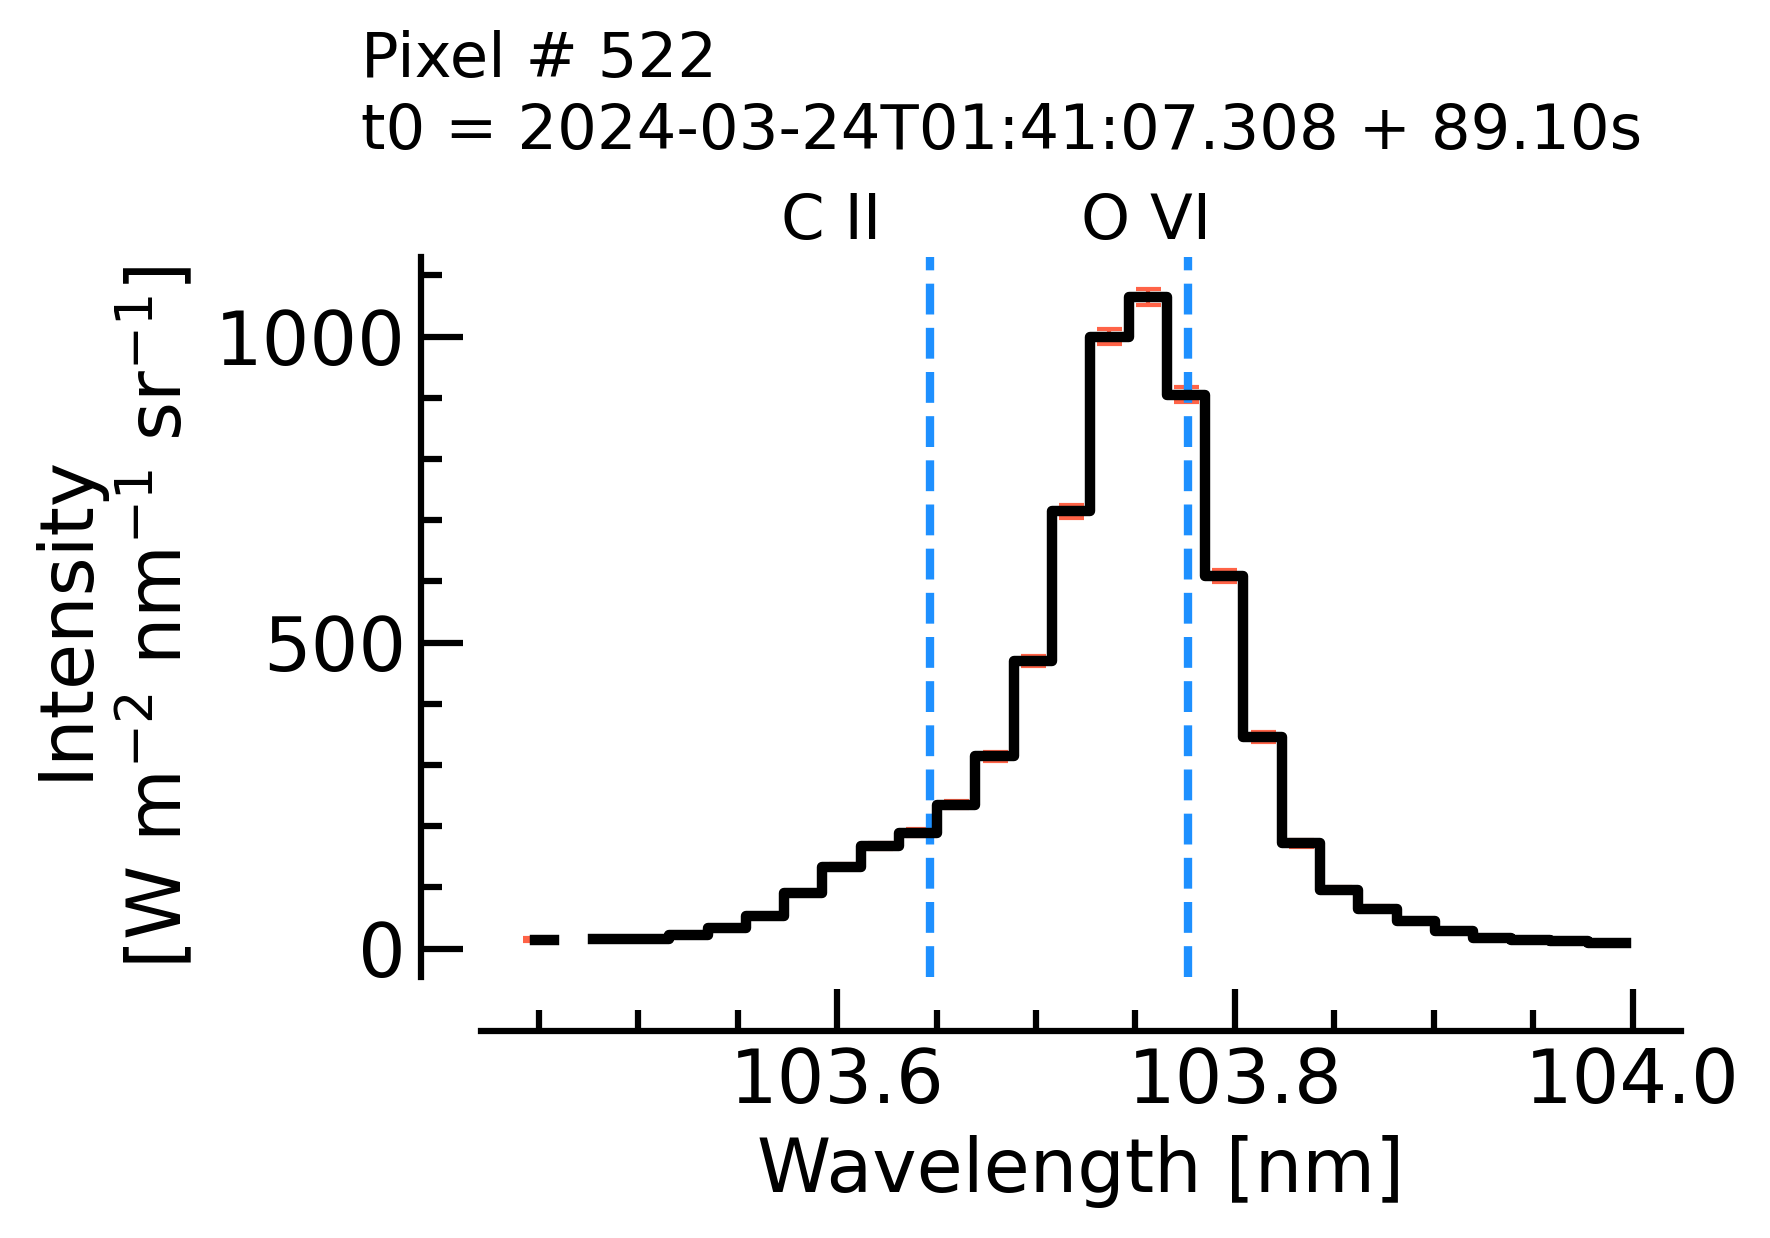 Pixel # 522
t0 = 2024-03-24T01:41:07.308 + 89.10s
C II O VI
Intensity
[W m⁻² nm⁻¹ sr⁻¹]
1000
500
0
103.6 103.8 104.0
Wavelength [nm]